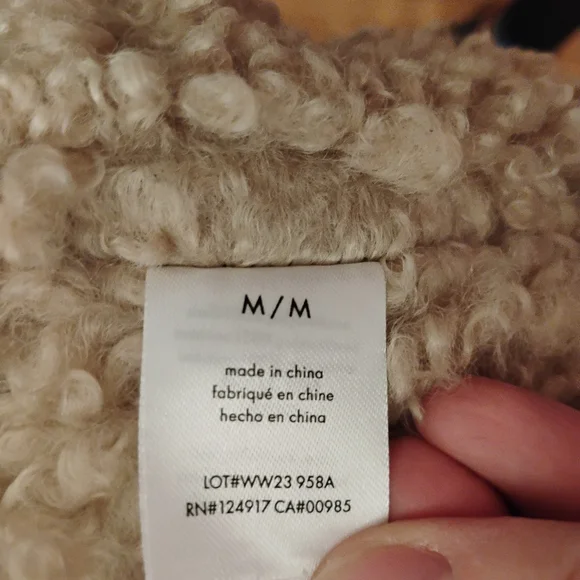 M/M
made in china
fabriqué en chine
hecho en china
LOT#WW23 958A
RN#124917 CA#00985